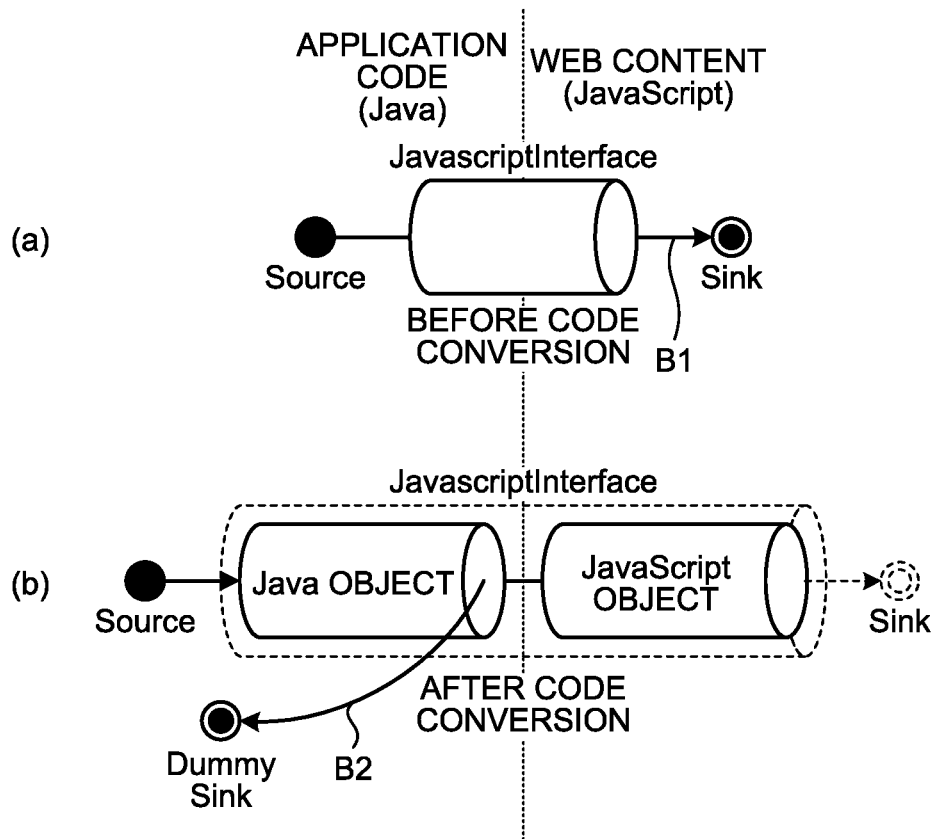 APPLICATION
CODE
(Java)
WEB CONTENT
(JavaScript)
JavascriptInterface
(a)
Source
Sink
BEFORE CODE
CONVERSION
B1
JavascriptInterface
(b)
Java OBJECT
JavaScript
OBJECT
Source
Sink
AFTER CODE
CONVERSION
B2
Dummy
Sink